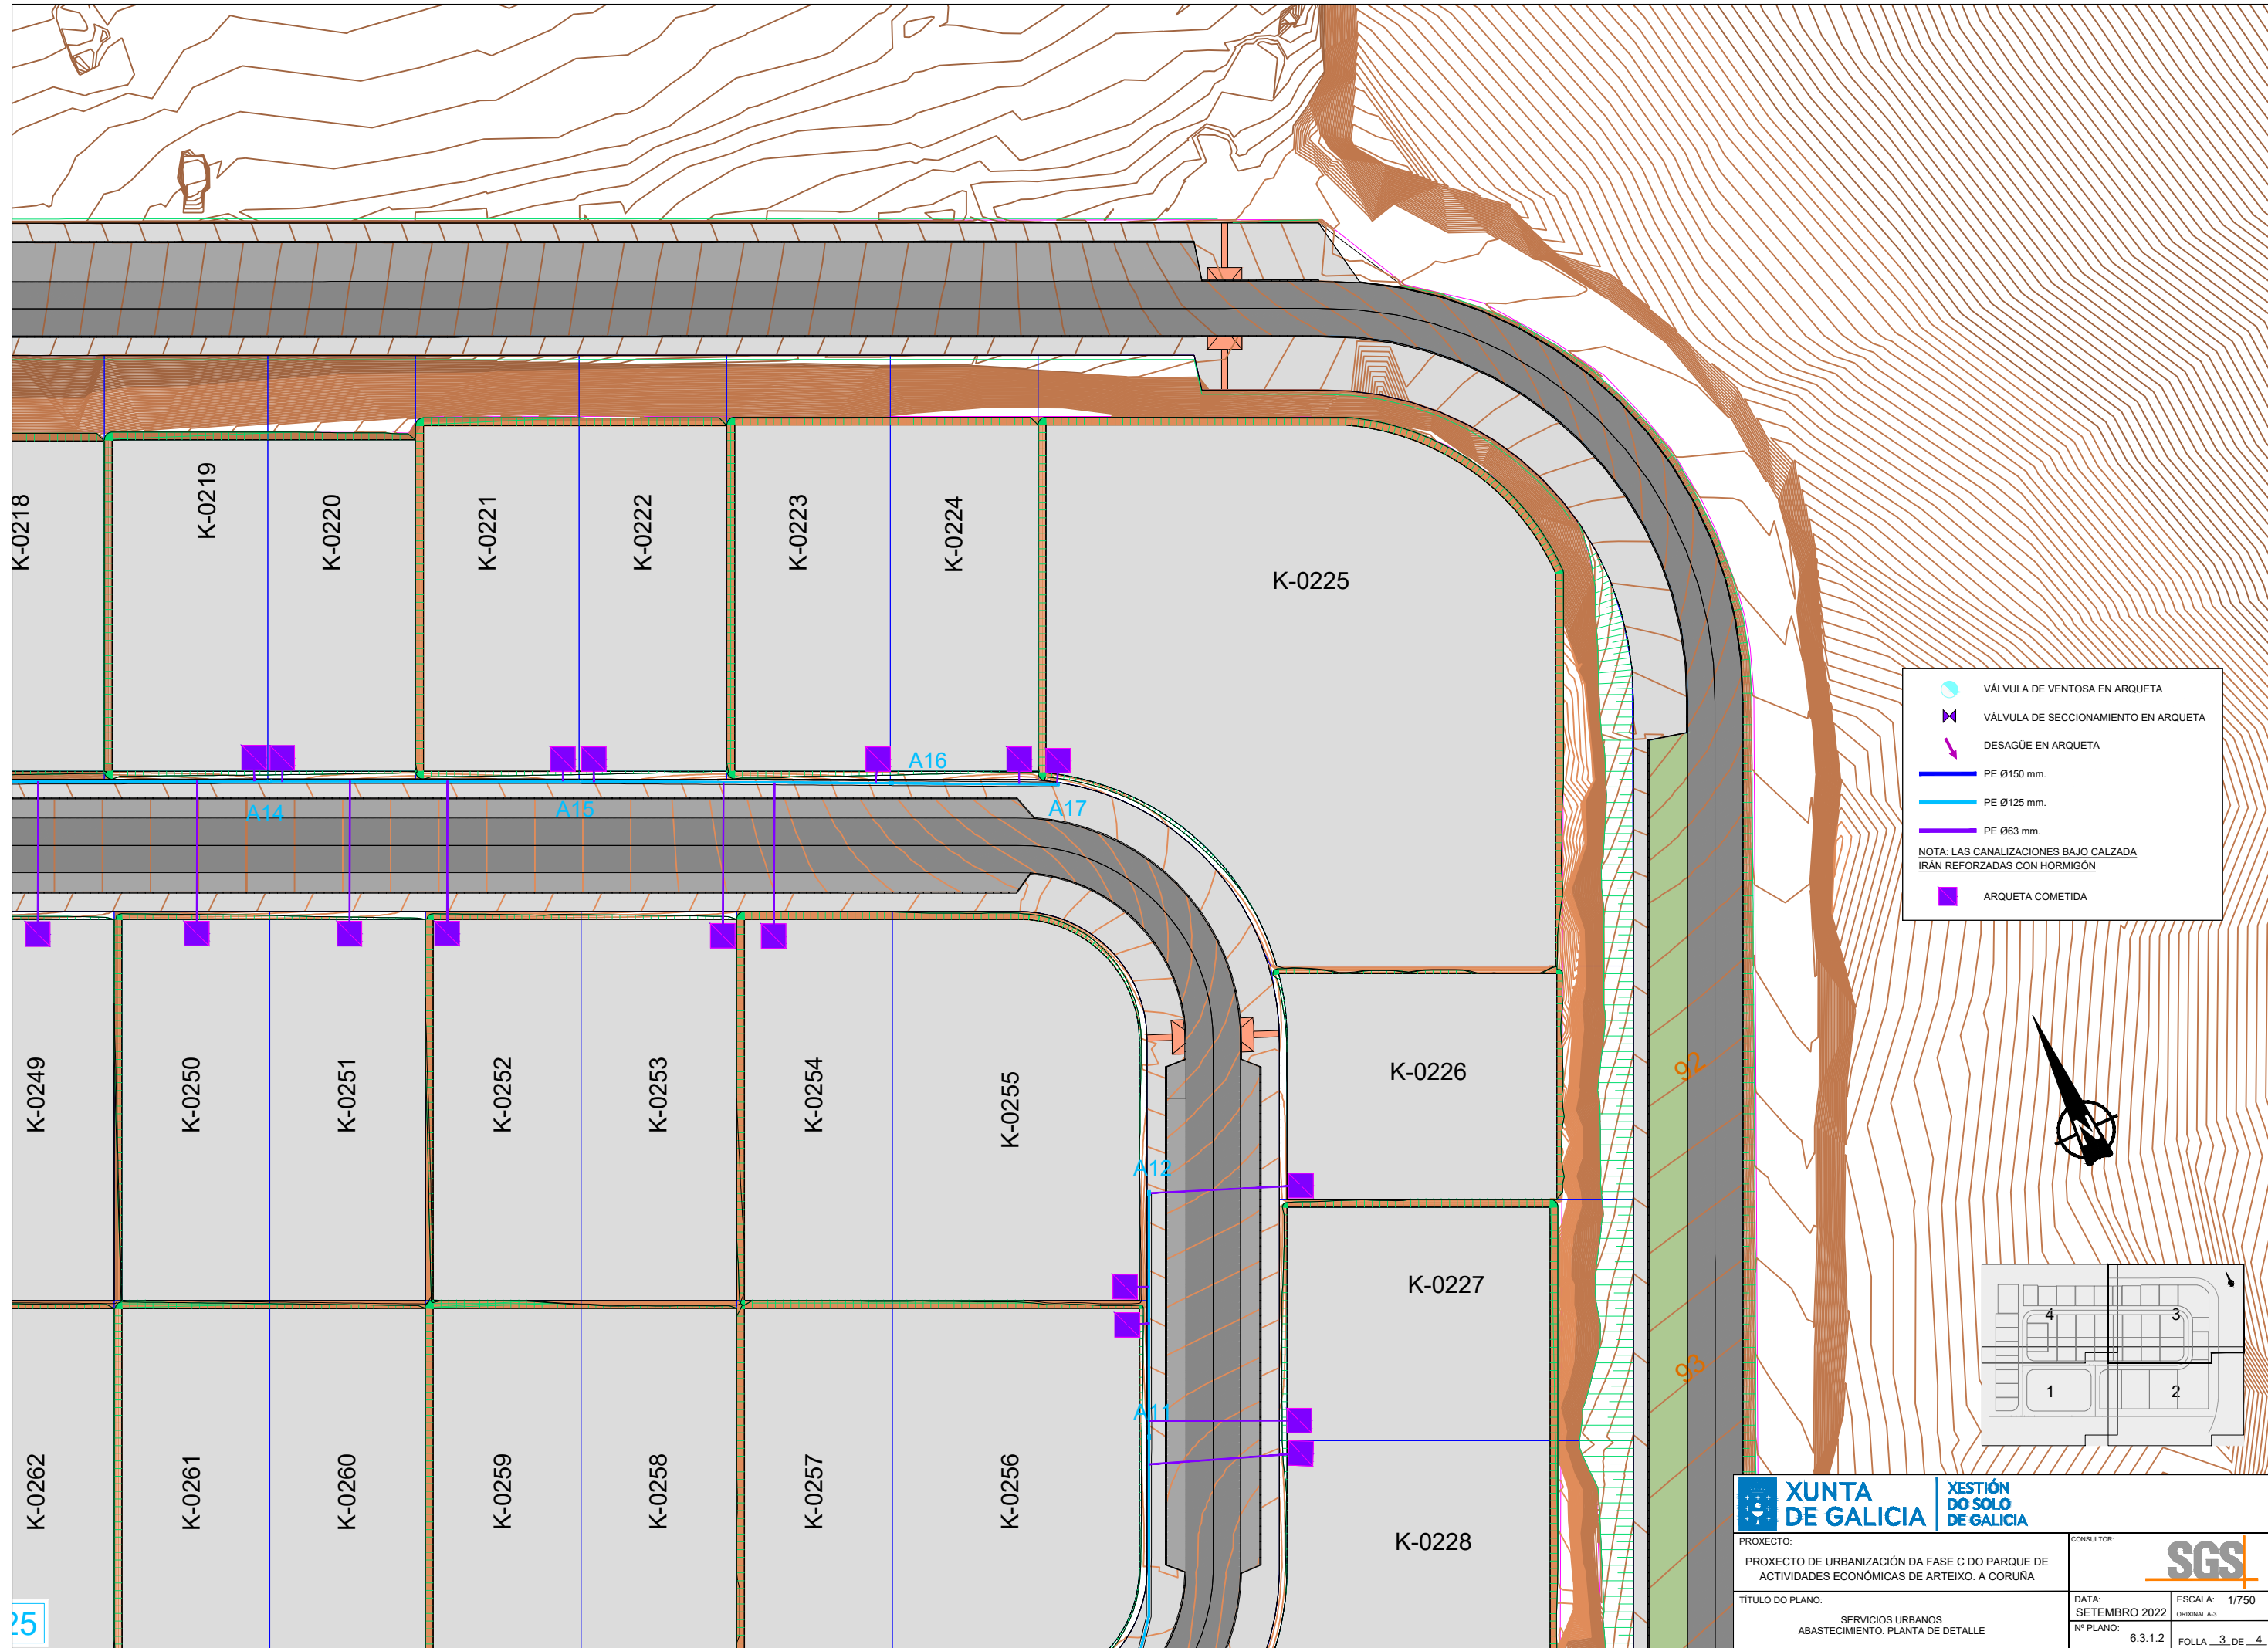 K-0218
K-0219
K-0220
K-0221
K-0222
K-0223
K-0224
K-0225
A14
A15
A16
A17
VÁLVULA DE VENTOSA EN ARQUETA
VÁLVULA DE SECCIONAMIENTO EN ARQUETA
DESAGÜE EN ARQUETA
PE Ø150 mm.
PE Ø125 mm.
PE Ø63 mm.
NOTA: LAS CANALIZACIONES BAJO CALZADA
IRÁN REFORZADAS CON HORMIGÓN
ARQUETA COMETIDA
K-0249
K-0250
K-0251
K-0252
K-0253
K-0254
K-0255
K-0226
92
A12
K-0227
93
A11
K-0262
K-0261
K-0260
K-0259
K-0258
K-0257
K-0256
K-0228
25
4
3
1
2
XUNTA
DE GALICIA
XESTIÓN
DO SOLO
DE GALICIA
PROXECTO:
PROXECTO DE URBANIZACIÓN DA FASE C DO PARQUE DE
ACTIVIDADES ECONÓMICAS DE ARTEIXO. A CORUÑA
CONSULTOR:
SGS
TÍTULO DO PLANO:
SERVICIOS URBANOS
ABASTECIMIENTO. PLANTA DE DETALLE
DATA:
SETEMBRO 2022
ESCALA: 1/750
ORIXINAL A-3
Nº PLANO:
6.3.1.2
FOLLA 3 DE 4